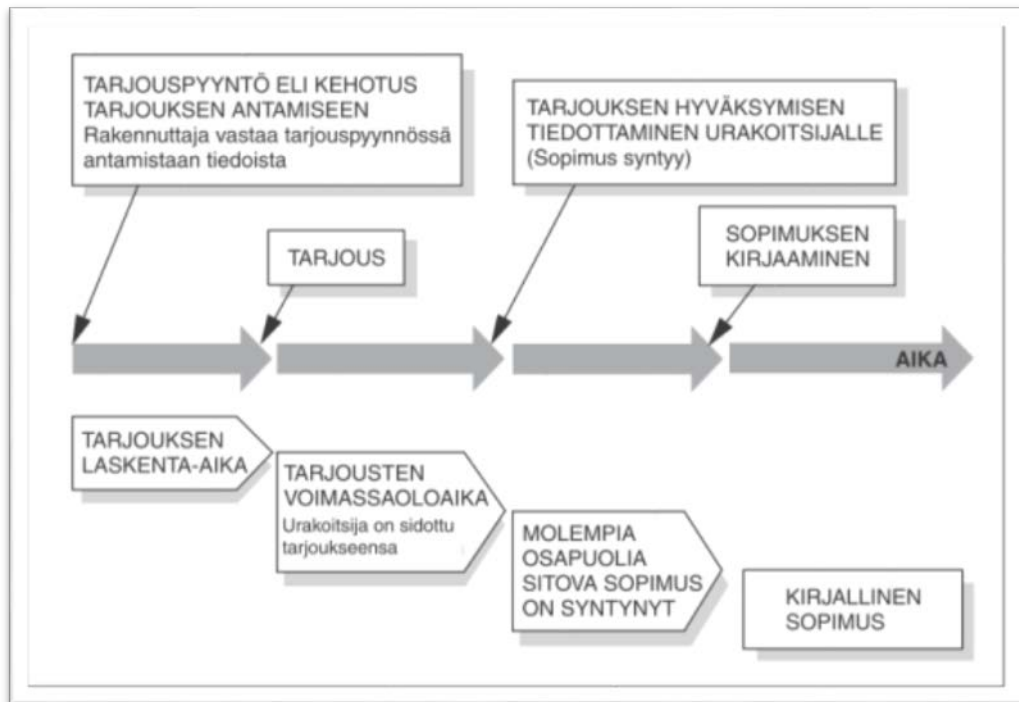 TARJOUSPYYNTÖ ELI KEHOTUS
TARJOUKSEN ANTAMISEEN
Rakennuttaja vastaa tarjouspyynnössä
antamistaan tiedoista
TARJOUKSEN HYVÄKSYMISEN
TIEDOTTAMINEN URAKOITSIJALLE
(Sopimus syntyy)
TARJOUS
SOPIMUKSEN
KIRJAAMINEN
AIKA
TARJOUKSEN
LASKENTA-AIKA
TARJOUSTEN
VOIMASSAOLOAIKA
Urakoitsija on sidottu
tarjoukseensa
MOLEMPIA
OSAPUOLIA
SITOVA SOPIMUS
ON SYNTYNYT
KIRJALLINEN
SOPIMUS